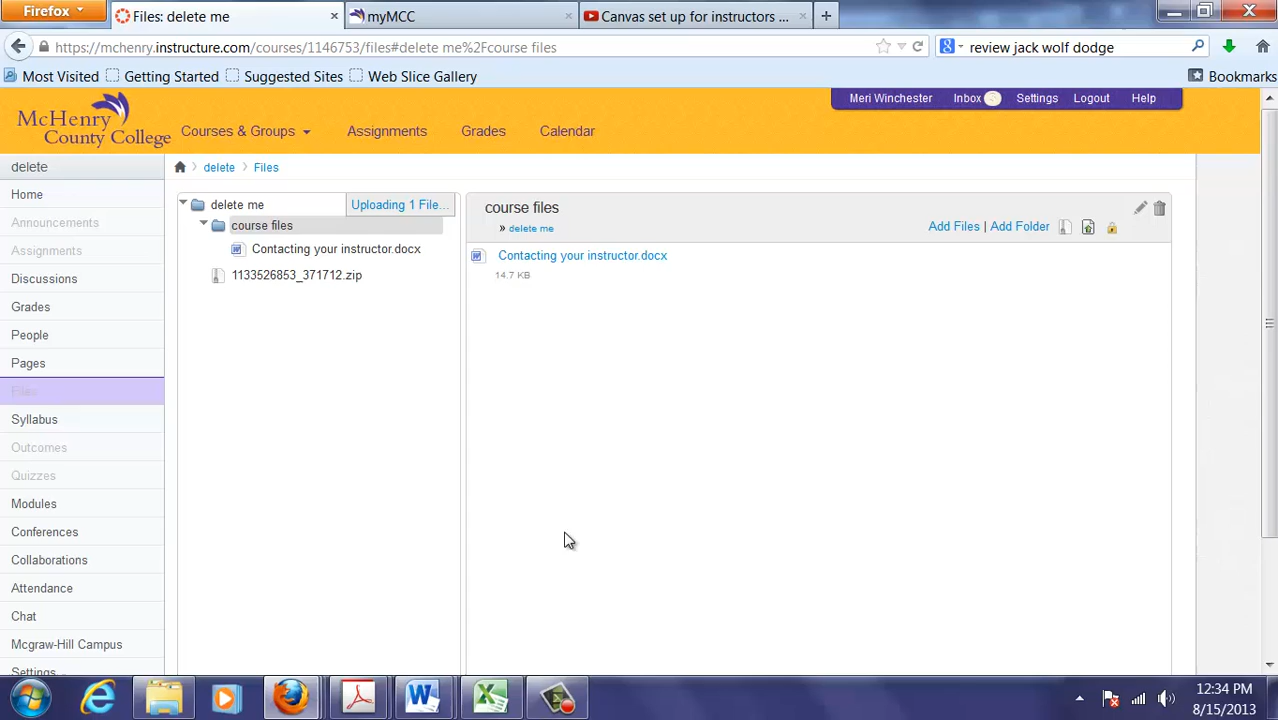 Firefox
Files: delete me
myMCC
Canvas set up for instructors ...
https://mchenry.instructure.com/courses/1146753/files#delete me%2Fcourse files
review jack wolf dodge
Most Visited
Getting Started
Suggested Sites
Web Slice Gallery
Bookmarks
McHenry
County College
Courses & Groups
Assignments
Grades
Calendar
Meri Winchester
Inbox
Settings
Logout
Help
delete
delete
Files
Home
Announcements
Assignments
Discussions
Grades
People
Pages
Files
Syllabus
Outcomes
Quizzes
Modules
Conferences
Collaborations
Attendance
Chat
Mcgraw-Hill Campus
Settings
delete me
Uploading 1 File...
course files
Contacting your instructor.docx
1133526853_371712.zip
course files
» delete me
Add Files | Add Folder
Contacting your instructor.docx
14.7 KB
12:34 PM
8/15/2013